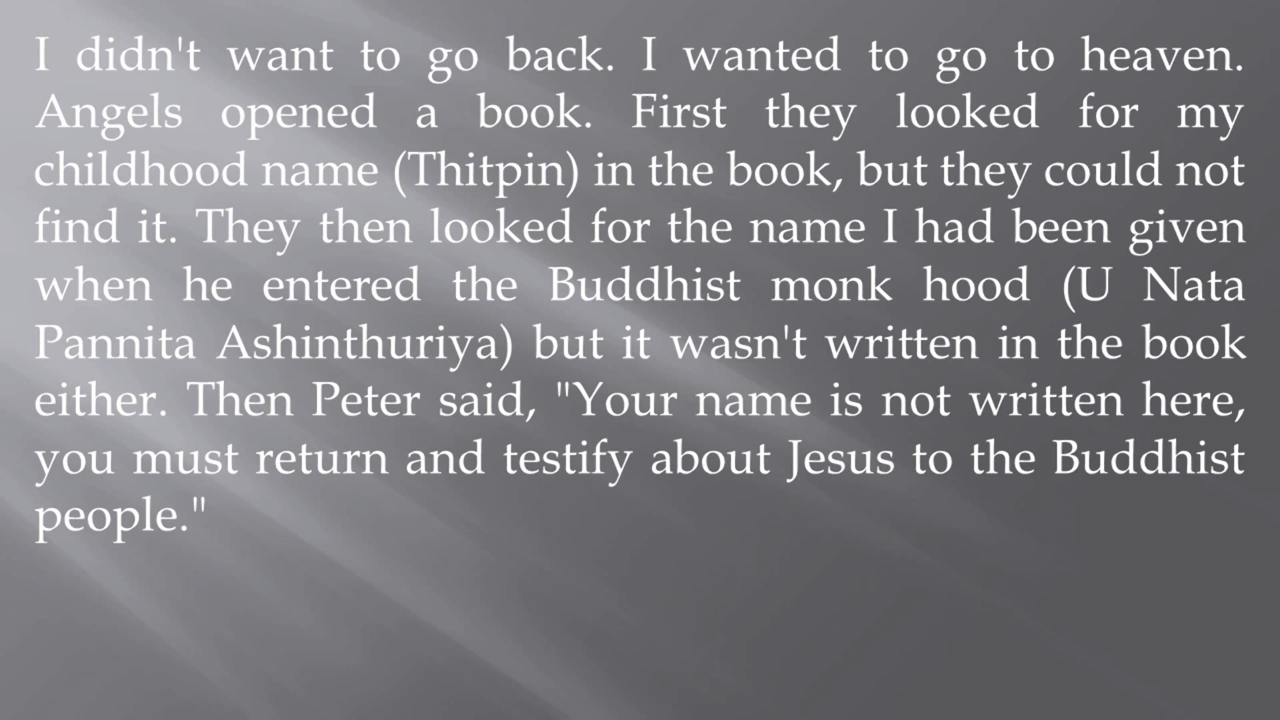 I didn't want to go back. I wanted to go to heaven.
Angels opened a book. First they looked for my
childhood name (Thitpin) in the book, but they could not
find it. They then looked for the name I had been given
when he entered the Buddhist monk hood (U Nata
Pannita Ashinthuriya) but it wasn't written in the book
either. Then Peter said, "Your name is not written here,
you must return and testify about Jesus to the Buddhist
people."